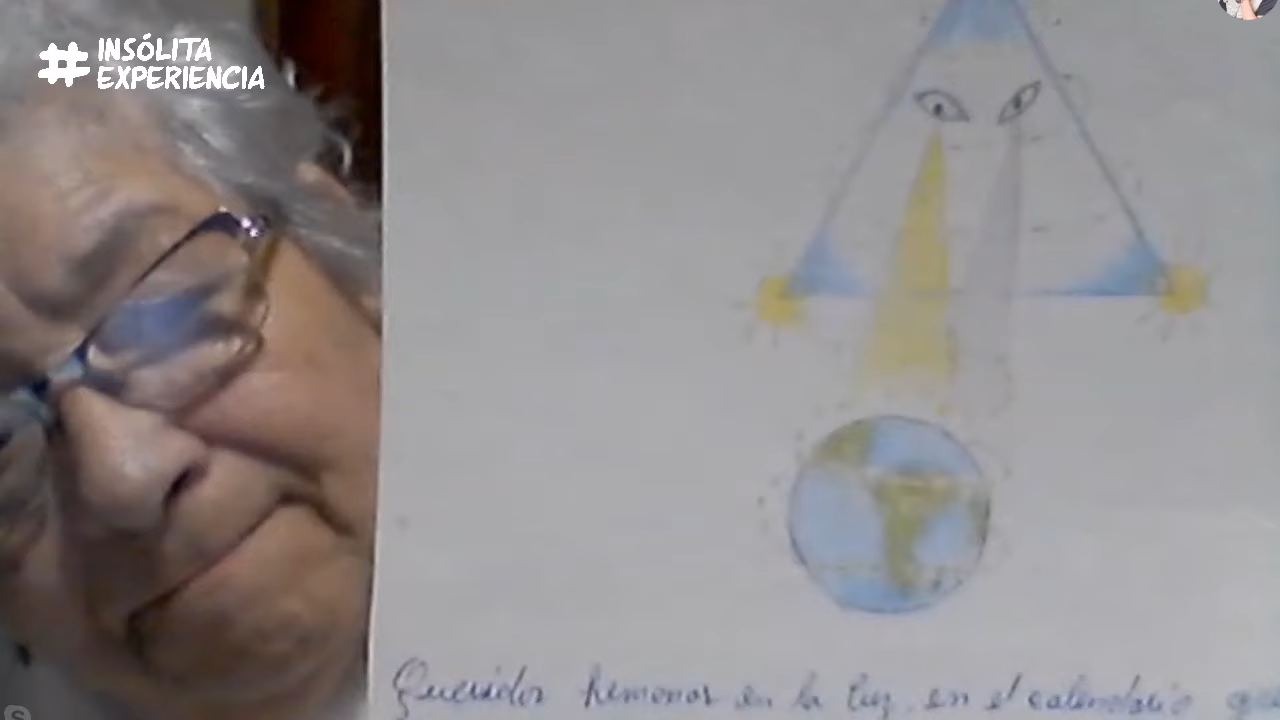 #INSÓLITA
EXPERIENCIA
Queridos hermanos en la luz, en el calendario